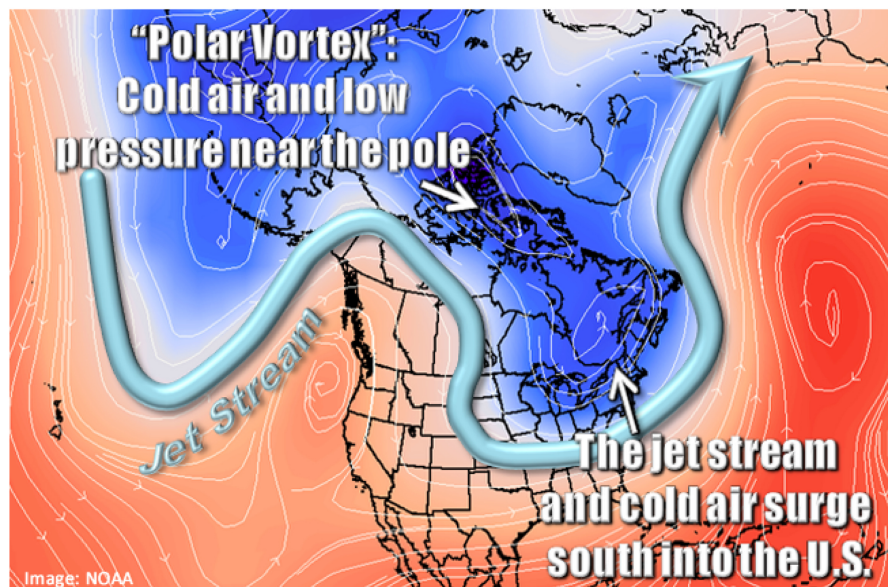 “Polar Vortex”:
Cold air and low
pressure near the pole
Jet Stream
The jet stream
and cold air surge
south into the U.S.
Image: NOAA